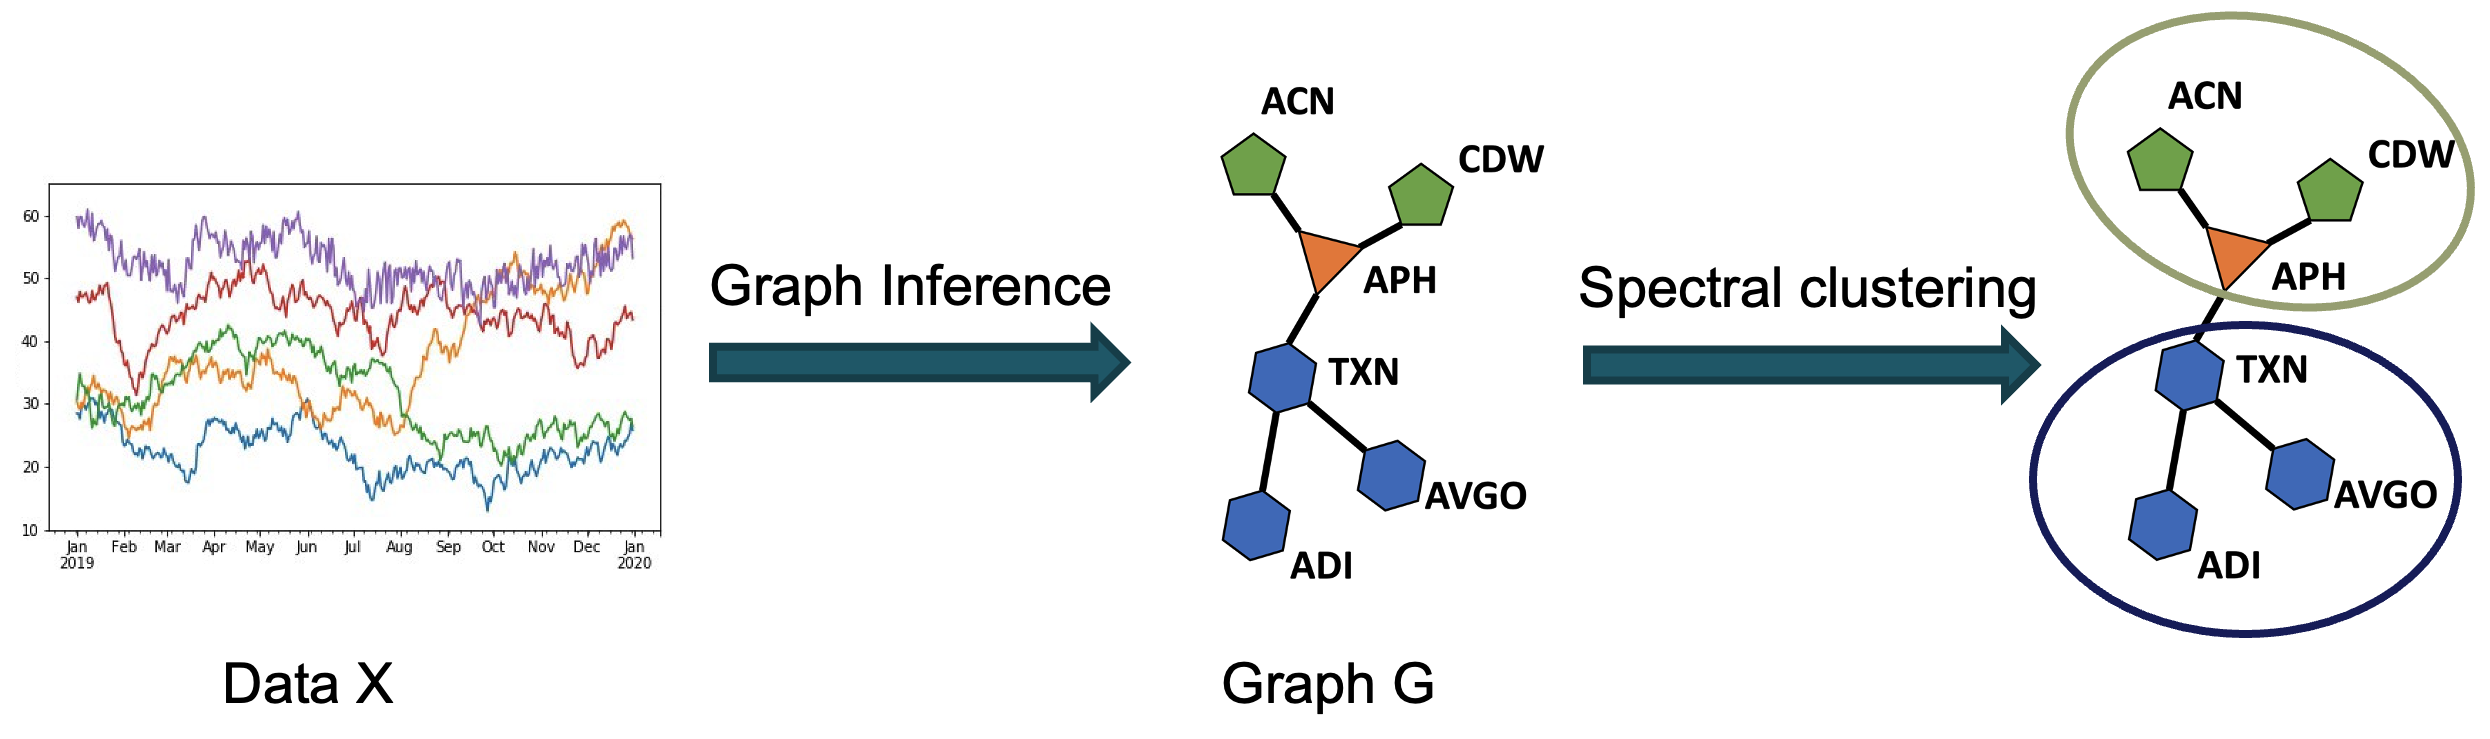 60
50
40
30
20
10
Jan Feb Mar Apr May Jun Jul Aug Sep Oct Nov Dec Jan
2019 2020
Data X
Graph Inference
ACN
CDW
APH
TXN
AVGO
ADI
Graph G
Spectral clustering
ACN
CDW
APH
TXN
AVGO
ADI